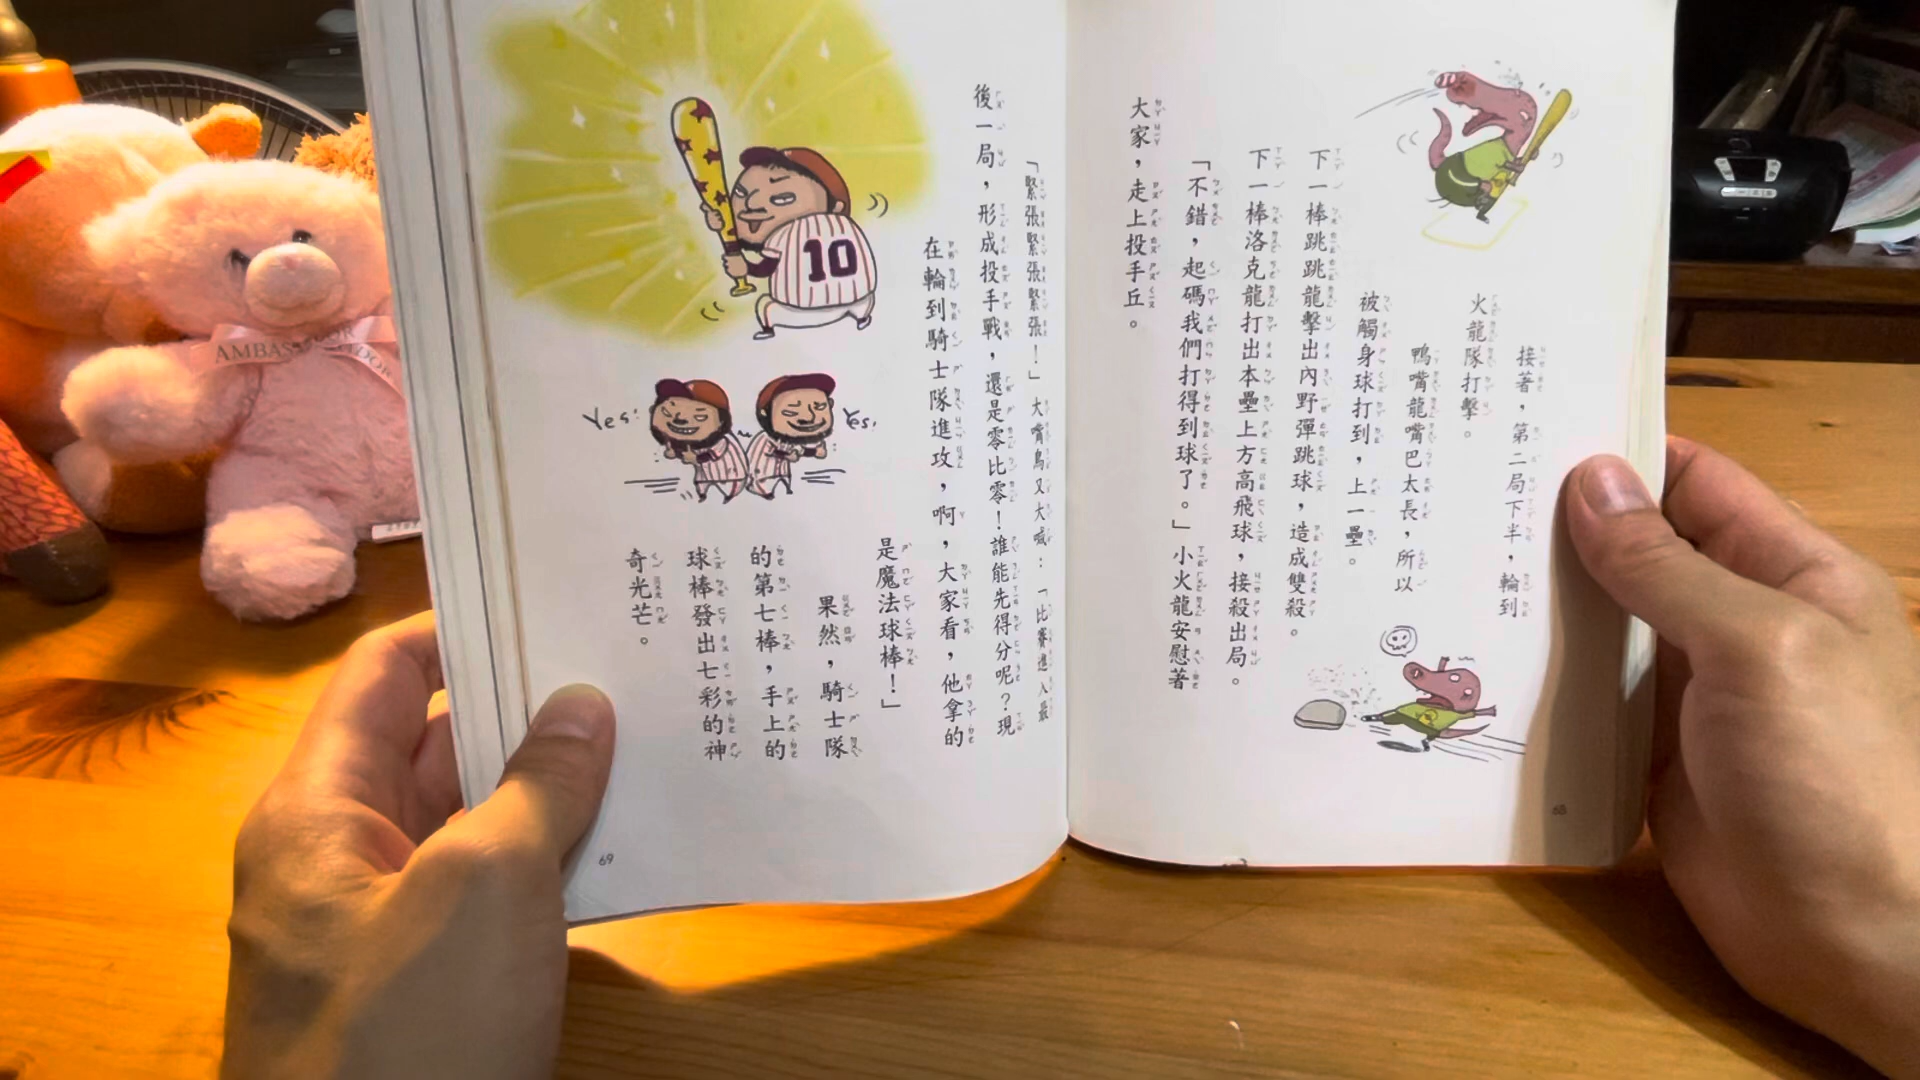 接著，第二局下半，輪到
火龍隊打擊。
鴨嘴龍嘴巴太長，所以
被觸身球打到，上一壘。
下一棒跳跳龍擊出內野彈跳球，造成雙殺。
下一棒洛克龍打出本壘上方高飛球，接殺出局。
「不錯，起碼我們打得到球了。」小火龍安慰著
大家，走上投手丘。
68
「緊張緊張緊張！」大嘴鳥又大喊：「比賽進入最
後一局，形成投手戰，還是零比零！誰能先得分呢？現
在輪到騎士隊進攻，啊，大家看，他拿的
是魔法球棒！」
果然，騎士隊
的第七棒，手上的
球棒發出七彩的神
奇光芒。
10
Yes!
Yes!
69